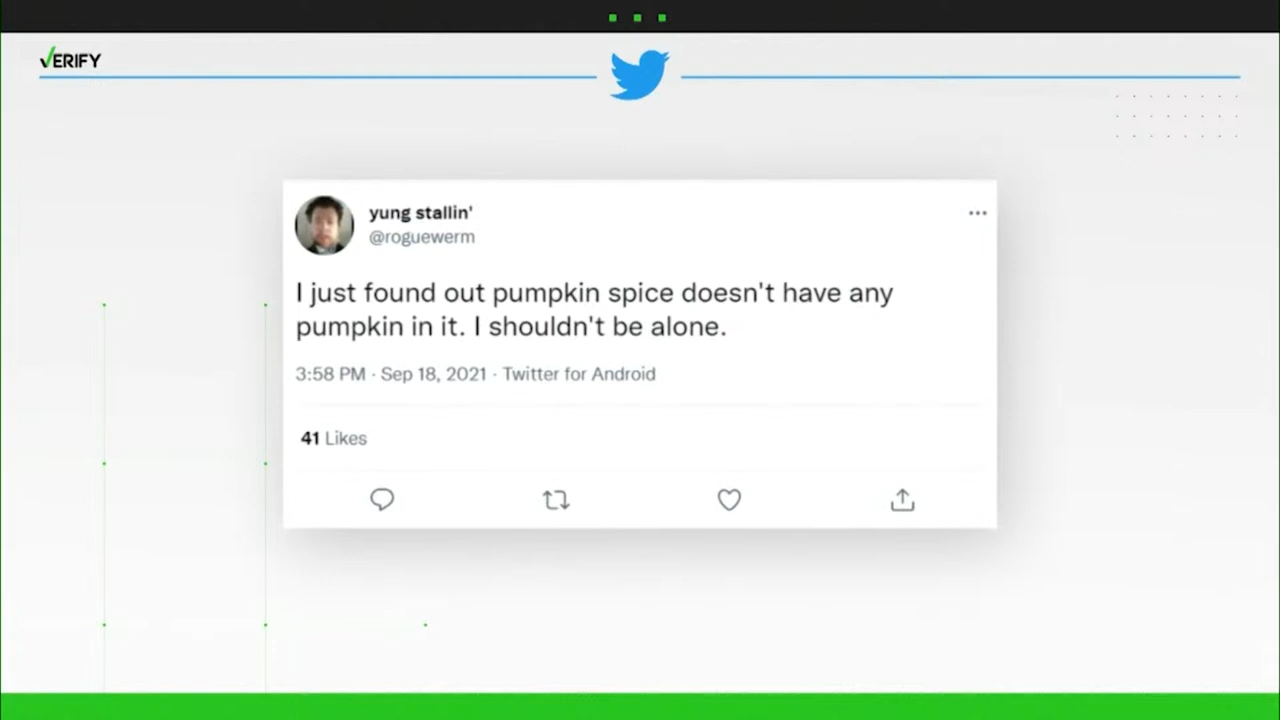 VERIFY
yung stallin'
@roguewerm
I just found out pumpkin spice doesn't have any
pumpkin in it. I shouldn't be alone.
3:58 PM · Sep 18, 2021 · Twitter for Android
41 Likes